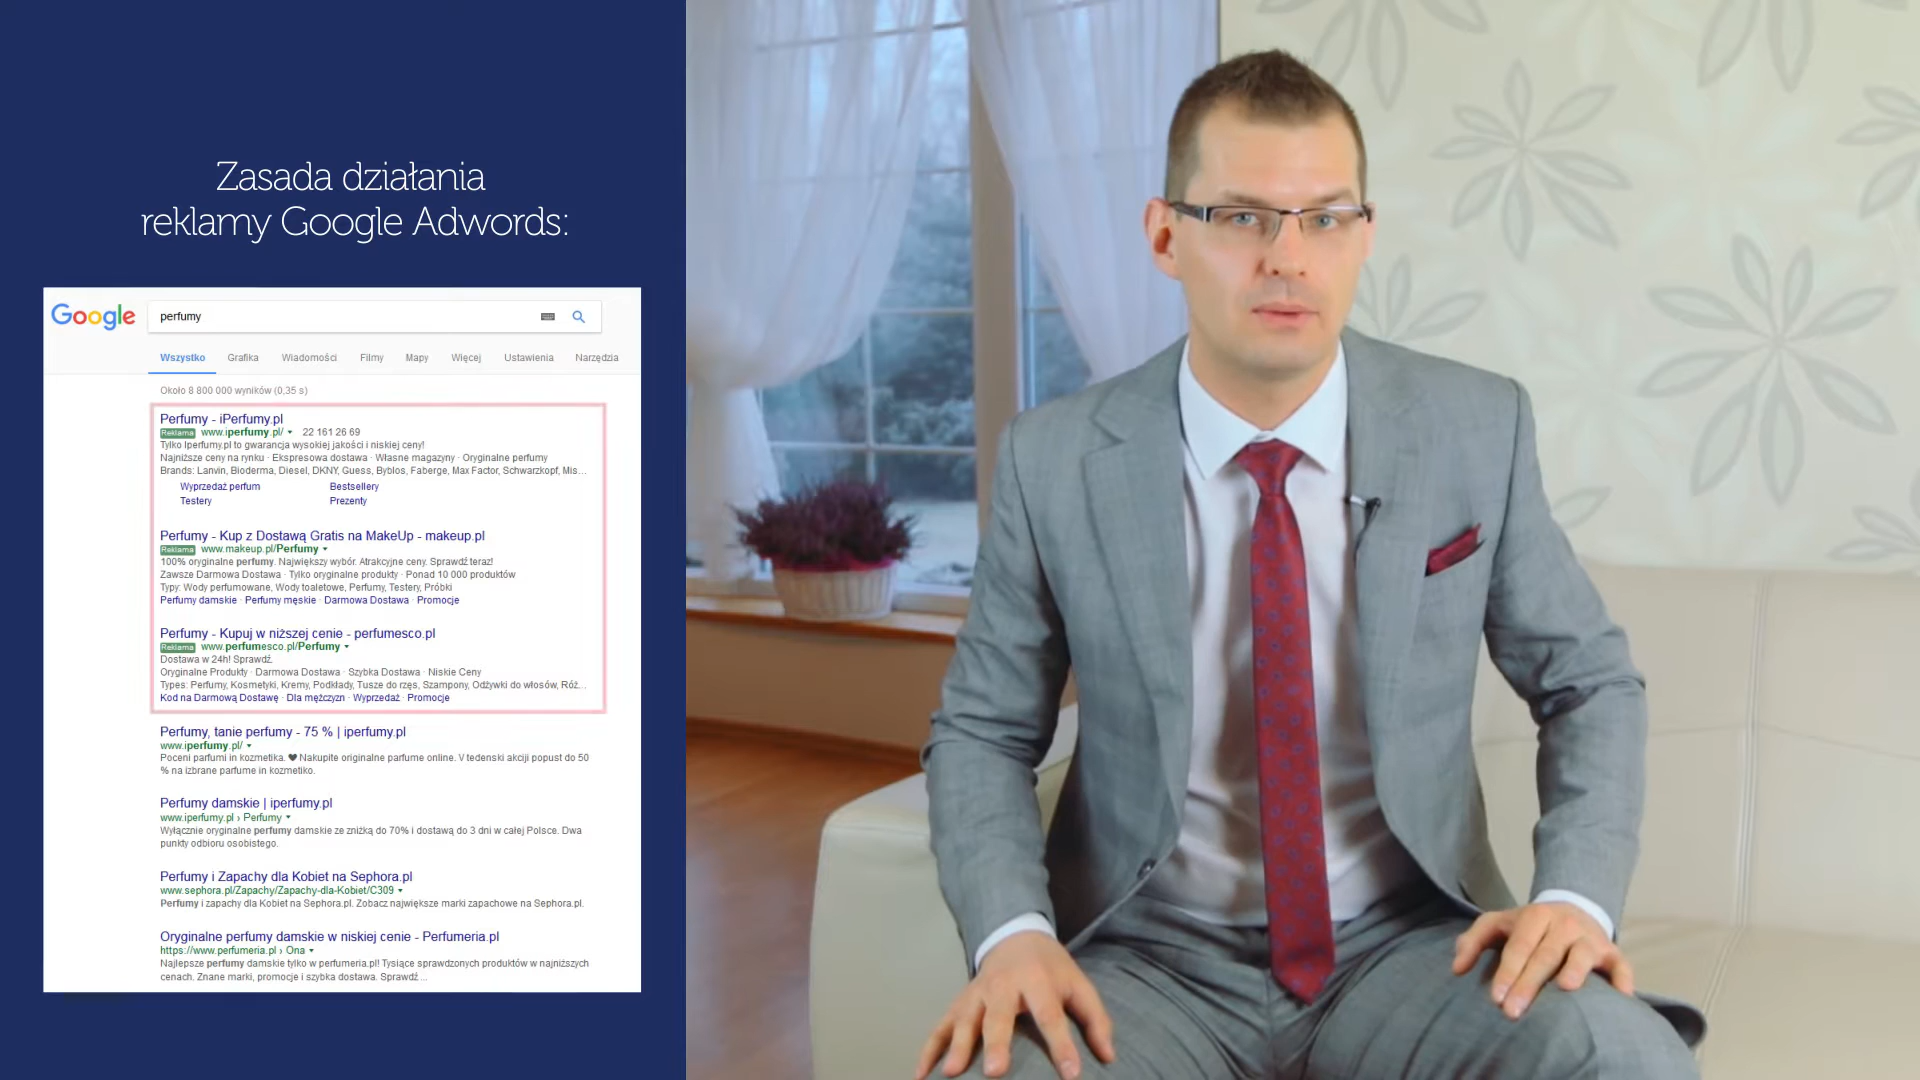 Zasada działania
reklamy Google Adwords:
Google
perfumy
Wszystko Grafika Wiadomości Filmy Mapy Więcej Ustawienia Narzędzia
Około 8 800 000 wyników (0,35 s)
Perfumy - iPerfumy.pl
Reklama www.iperfumy.pl/ 22 161 26 69
Tylko Iperfumy.pl to gwarancja wysokiej jakości i niskiej ceny!
Najniższe ceny na rynku · Ekspresowa dostawa · Własne magazyny · Oryginalne perfumy
Brands: Lanvin, Bioderma, Diesel, DKNY, Guess, Byblos, Faberge, Max Factor, Schwarzkopf, Mis...
Wyprzedaż perfum Bestsellery
Testery Prezenty
Perfumy - Kup z Dostawą Gratis na MakeUp - makeup.pl
Reklama www.makeup.pl/Perfumy
100% oryginalne perfumy. Największy wybór. Atrakcyjne ceny. Sprawdź teraz!
Zawsze Darmowa Dostawa · Tylko oryginalne produkty · Ponad 10 000 produktów
Typy: Wody perfumowane, Wody toaletowe, Perfumy, Testery, Próbki
Perfumy damskie · Perfumy męskie · Darmowa Dostawa · Promocje
Perfumy - Kupuj w niższej cenie - perfumesco.pl
Reklama www.perfumesco.pl/Perfumy
Dostawa w 24h! Sprawdź.
Oryginalne Produkty · Darmowa Dostawa · Szybka Dostawa · Niskie Ceny
Types: Perfumy, Kosmetyki, Kremy, Podkłady, Tusze do rzęs, Szampony, Odżywki do włosów, Róż...
Kod na Darmową Dostawę · Dla mężczyzn · Wyprzedaż · Promocje
Perfumy, tanie perfumy - 75 % | iperfumy.pl
www.iperfumy.pl/
Poceni parfumi in kozmetika. ♥ Nakupite originalne parfume online. V tedenski akciji popust do 50
% na izbrane parfume in kozmetiko.
Perfumy damskie | iperfumy.pl
www.iperfumy.pl › Perfumy
Wyłącznie oryginalne perfumy damskie ze zniżką do 70% i dostawą do 3 dni w całej Polsce. Dwa
punkty odbioru osobistego.
Perfumy i Zapachy dla Kobiet na Sephora.pl
www.sephora.pl/Zapachy/Zapachy-dla-Kobiet/C309
Perfumy i zapachy dla Kobiet na Sephora.pl. Zobacz największe marki zapachowe na Sephora.pl.
Oryginalne perfumy damskie w niskiej cenie - Perfumeria.pl
https://www.perfumeria.pl › Ona
Najlepsze perfumy damskie tylko w perfumeria.pl! Tysiące sprawdzonych produktów w najniższych
cenach. Znane marki, promocje i szybka dostawa. Sprawdź ...